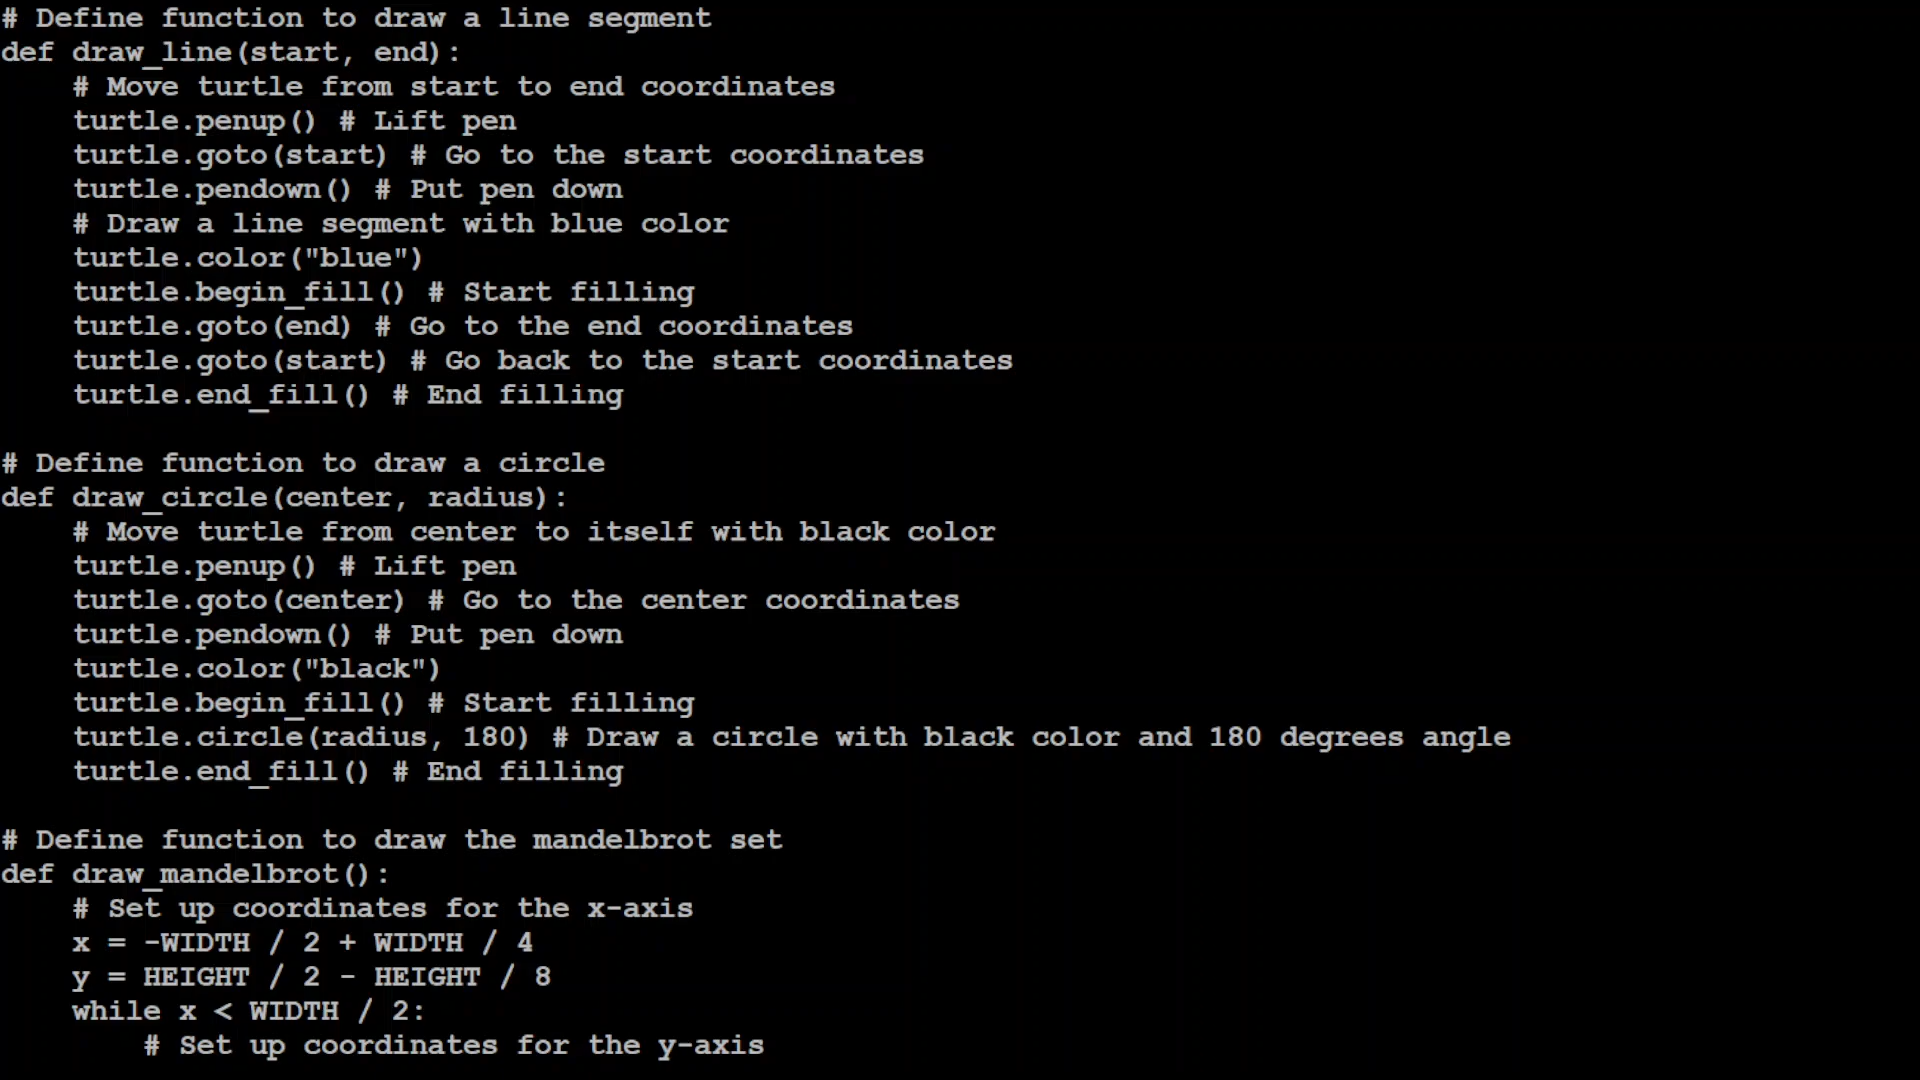 # Define function to draw a line segment
def draw_line(start, end):
    # Move turtle from start to end coordinates
    turtle.penup() # Lift pen
    turtle.goto(start) # Go to the start coordinates
    turtle.pendown() # Put pen down
    # Draw a line segment with blue color
    turtle.color("blue")
    turtle.begin_fill() # Start filling
    turtle.goto(end) # Go to the end coordinates
    turtle.goto(start) # Go back to the start coordinates
    turtle.end_fill() # End filling

# Define function to draw a circle
def draw_circle(center, radius):
    # Move turtle from center to itself with black color
    turtle.penup() # Lift pen
    turtle.goto(center) # Go to the center coordinates
    turtle.pendown() # Put pen down
    turtle.color("black")
    turtle.begin_fill() # Start filling
    turtle.circle(radius, 180) # Draw a circle with black color and 180 degrees angle
    turtle.end_fill() # End filling

# Define function to draw the mandelbrot set
def draw_mandelbrot():
    # Set up coordinates for the x-axis
    x = -WIDTH / 2 + WIDTH / 4
    y = HEIGHT / 2 - HEIGHT / 8
    while x < WIDTH / 2:
        # Set up coordinates for the y-axis